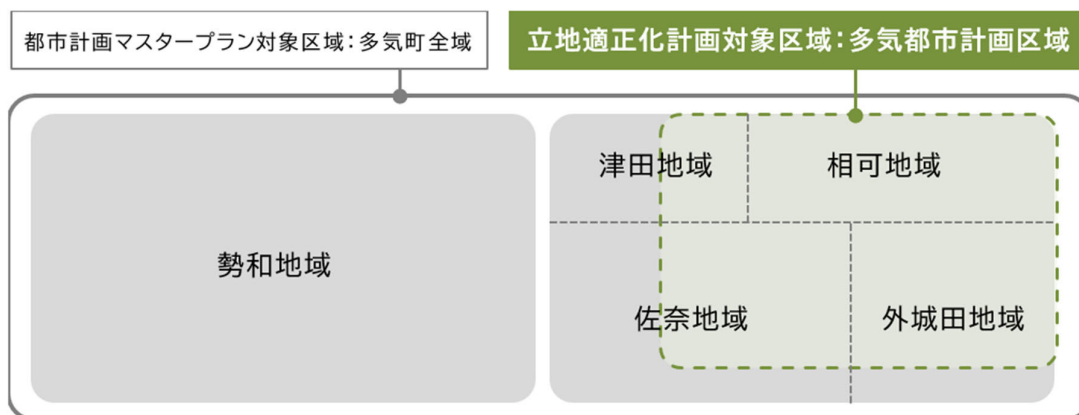 都市計画マスタープラン対象区域：多気町全域
立地適正化計画対象区域：多気都市計画区域
津田地域
相可地域
勢和地域
佐奈地域
外城田地域